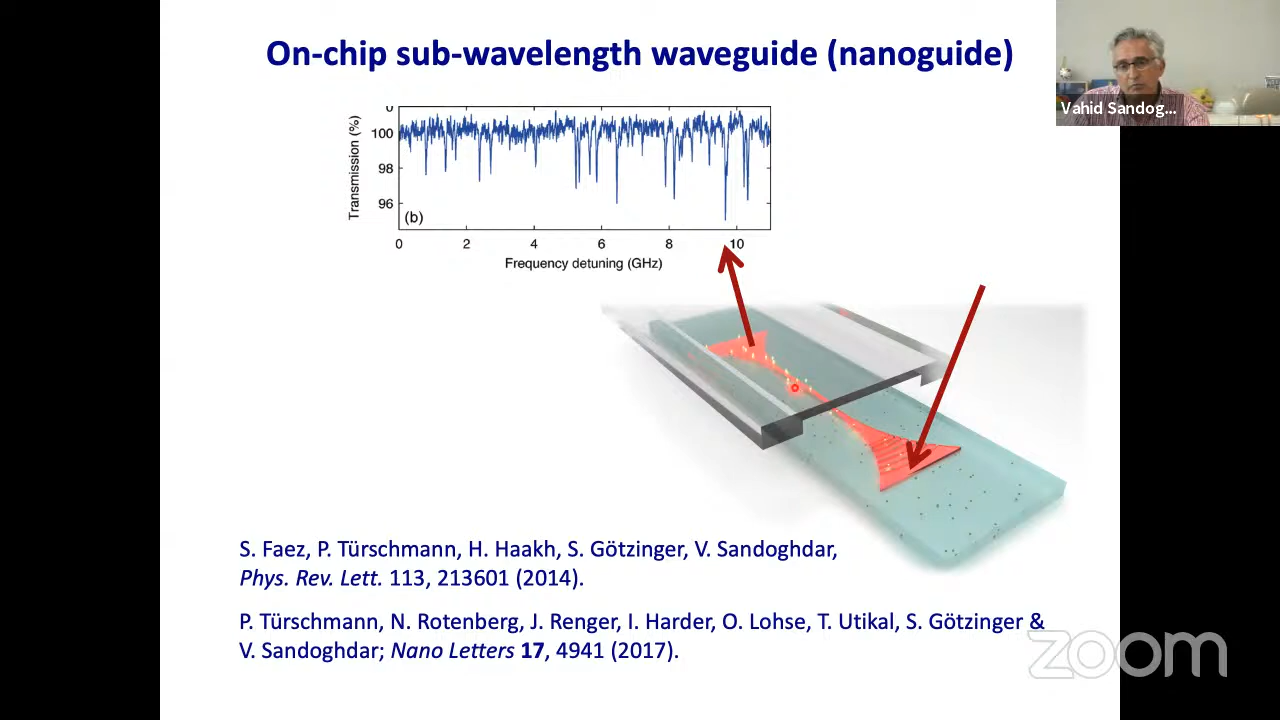 On-chip sub-wavelength waveguide (nanoguide)
Vahid Sandog...
Transmission (%)
0
100
98
96
(b)
0 2 4 6 8 10
Frequency detuning (GHz)
S. Faez, P. Türschmann, H. Haakh, S. Götzinger, V. Sandoghdar,
Phys. Rev. Lett. 113, 213601 (2014).
P. Türschmann, N. Rotenberg, J. Renger, I. Harder, O. Lohse, T. Utikal, S. Götzinger &
V. Sandoghdar; Nano Letters 17, 4941 (2017).
zoom